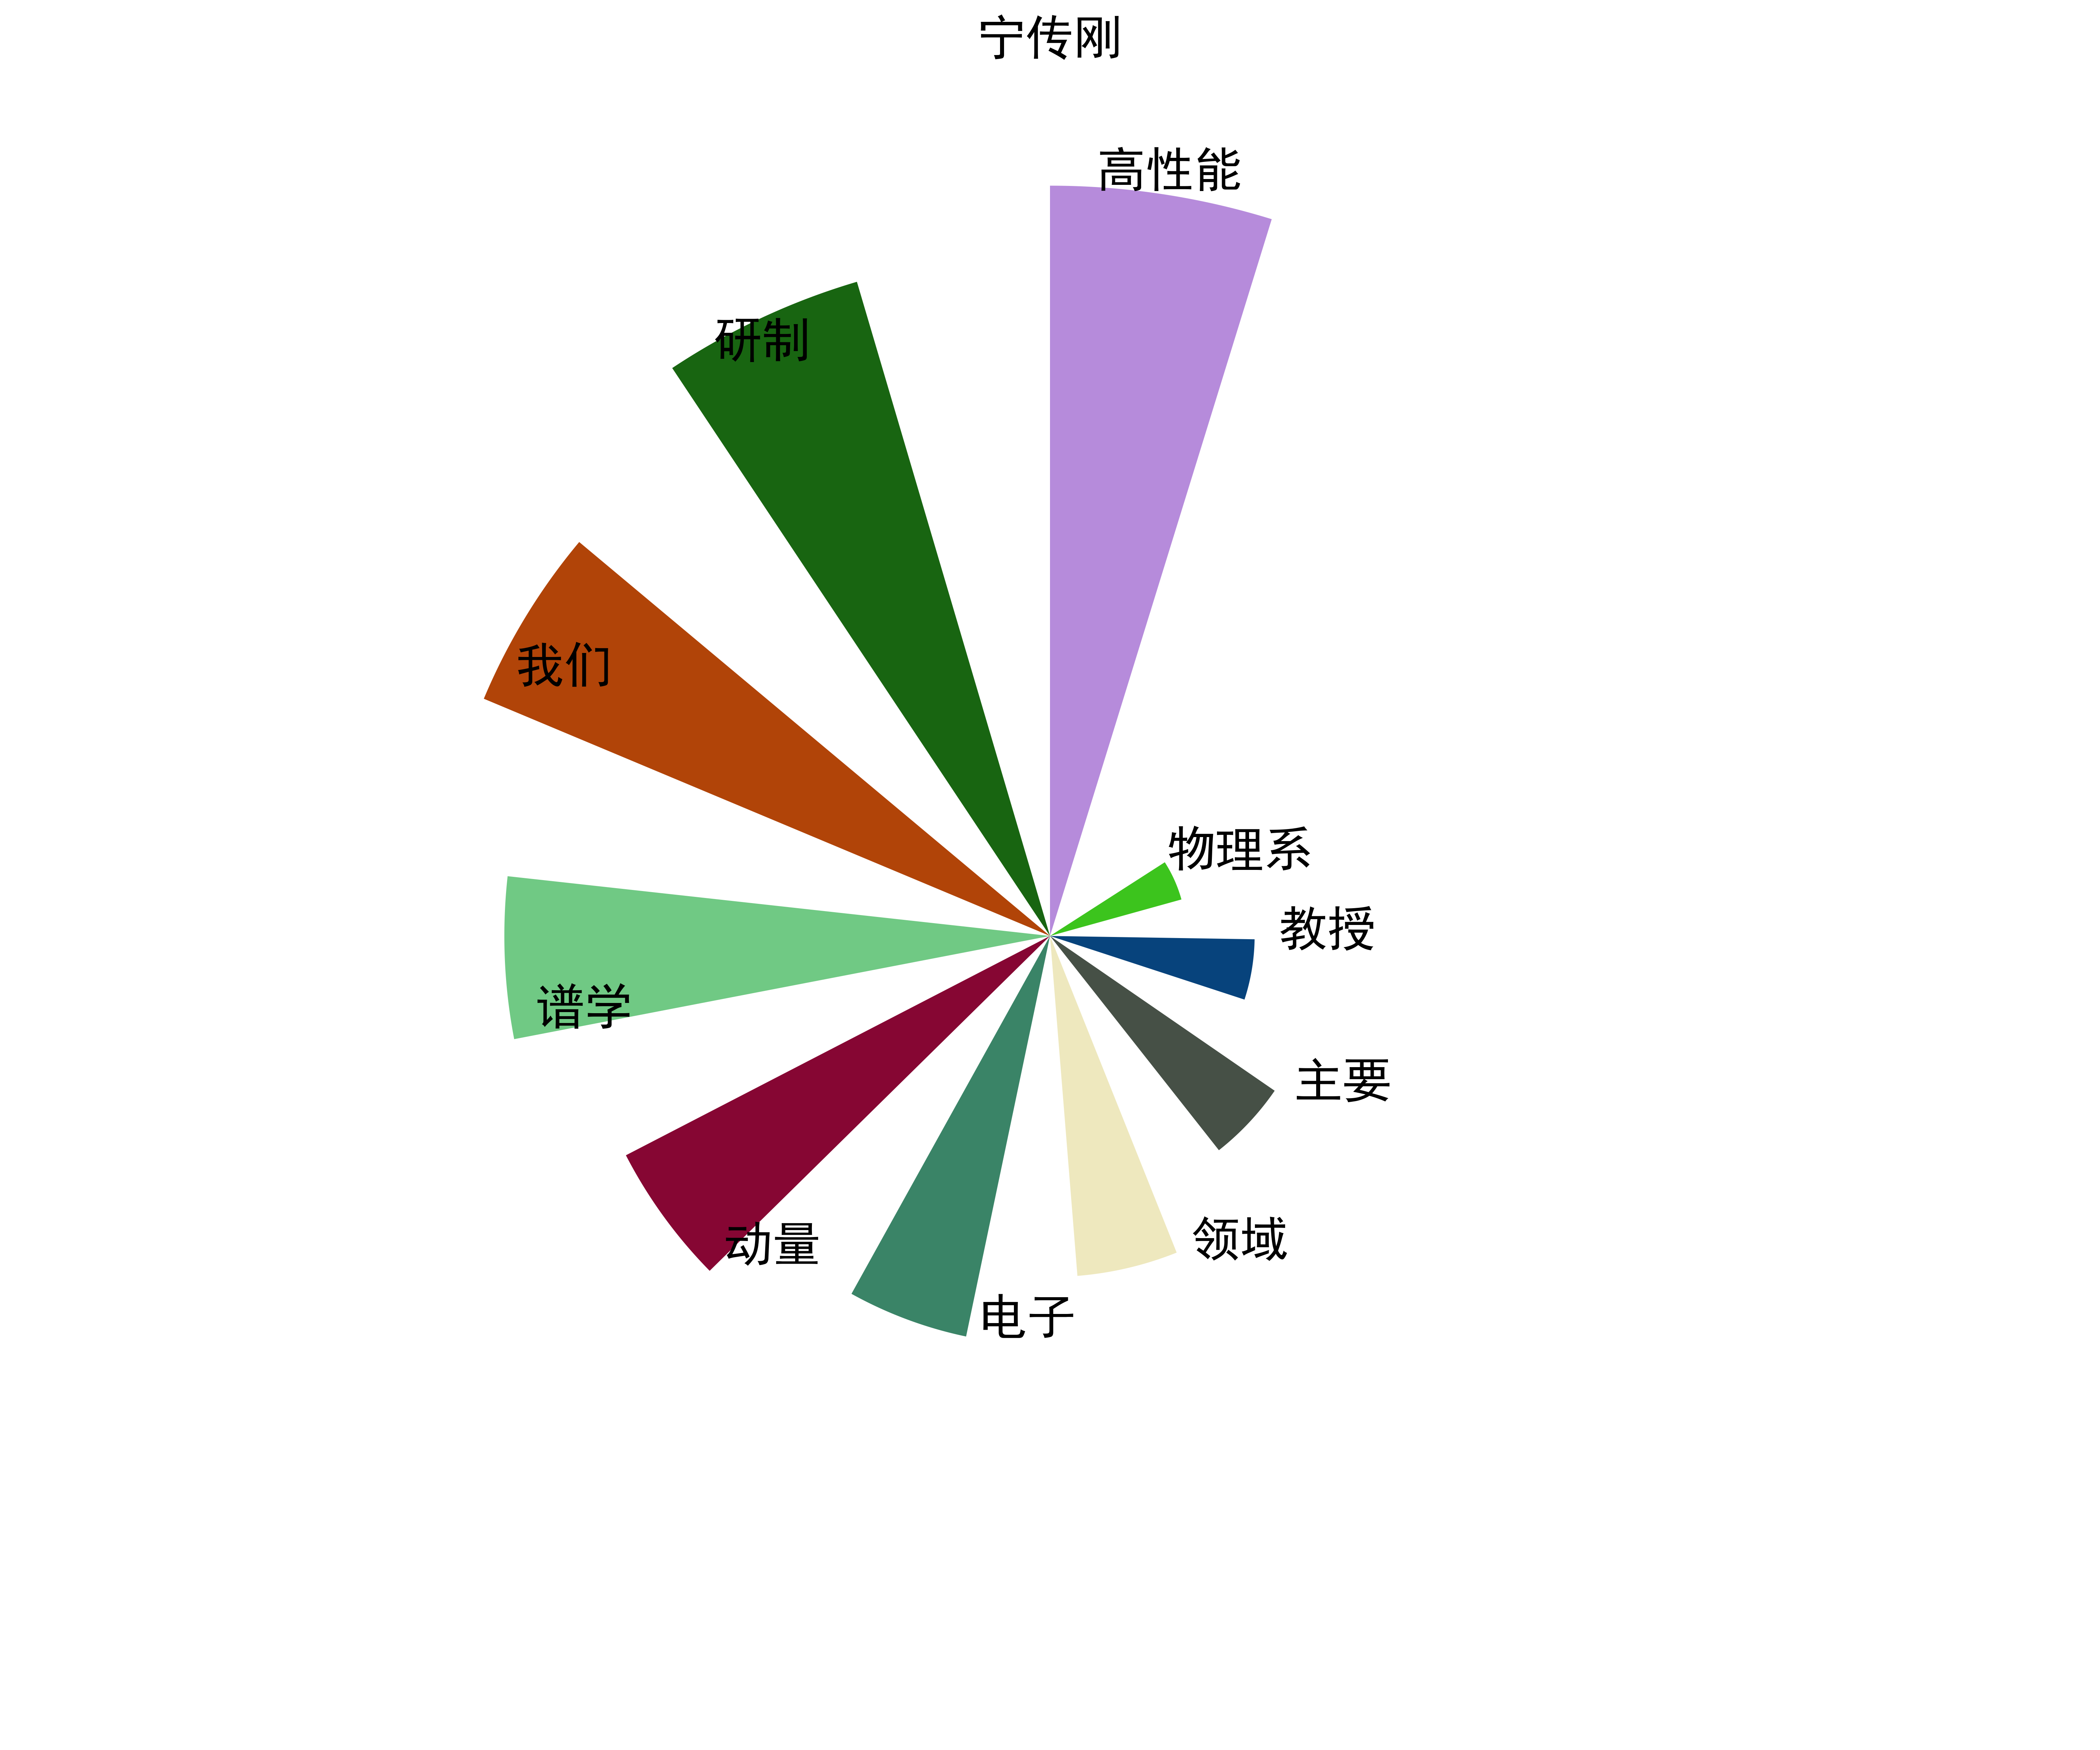 宁传刚
高性能
研制
我们
物理系
教授
谱学
主要
领域
动量
电子